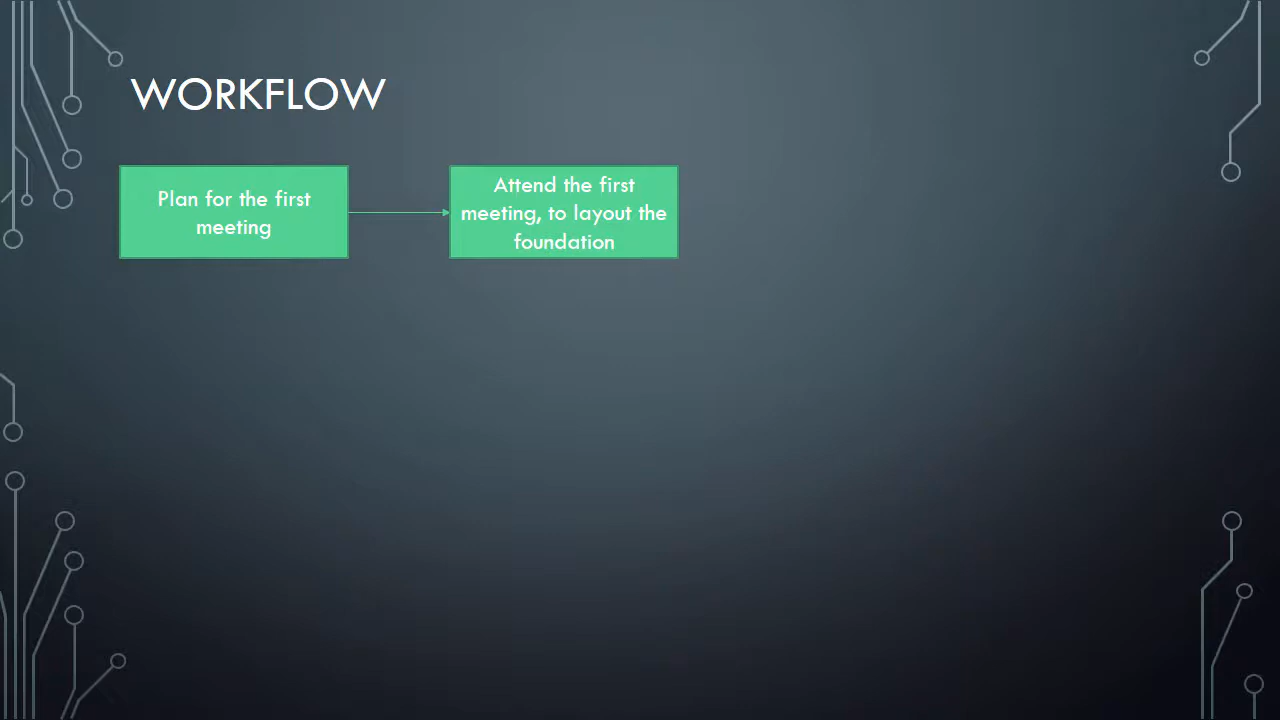 WORKFLOW
Plan for the first
meeting
Attend the first
meeting, to layout the
foundation